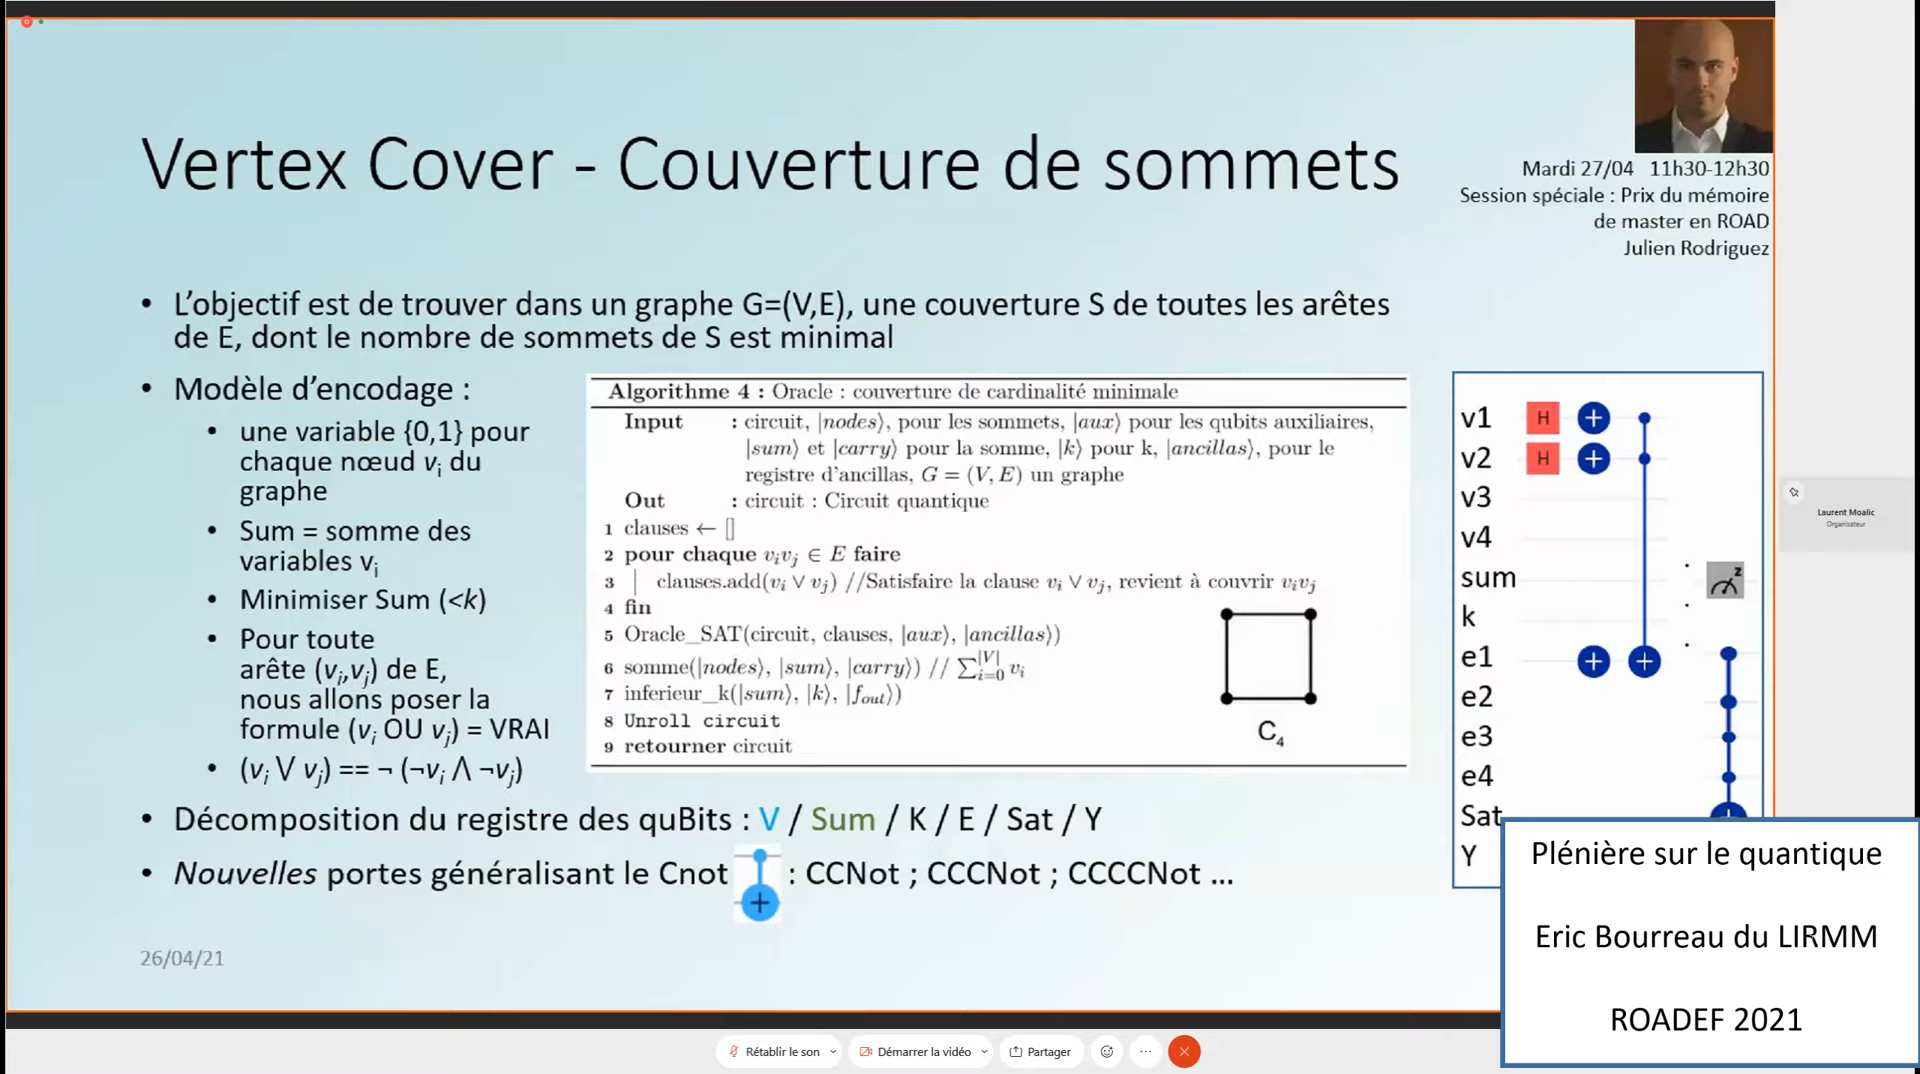 Vertex Cover - Couverture de sommets
Mardi 27/04 11h30-12h30
Session spéciale : Prix du mémoire
de master en ROAD
Julien Rodriguez
• L’objectif est de trouver dans un graphe G=(V,E), une couverture S de toutes les arêtes
de E, dont le nombre de sommets de S est minimal
• Modèle d’encodage :
• une variable {0,1} pour
chaque nœud vi du
graphe
• Sum = somme des
variables vi
• Minimiser Sum (<k)
• Pour toute
arête (vi,vj) de E,
nous allons poser la
formule (vi OU vj) = VRAI
• (vi ⋁ vj) == ¬ (¬vi ⋀ ¬vj)
Algorithme 4 : Oracle : couverture de cardinalité minimale
Input : circuit, |nodes⟩, pour les sommets, |aux⟩ pour les qubits auxiliaires,
|sum⟩ et |carry⟩ pour la somme, |k⟩ pour k, |ancillas⟩, pour le
registre d’ancillas, G = (V, E) un graphe
Out : circuit : Circuit quantique
1 clauses ← []
2 pour chaque vivj ∈ E faire
3 clauses.add(vi ∨ vj) //Satisfaire la clause vi ∨ vj, revient à couvrir vivj
4 fin
5 Oracle_SAT(circuit, clauses, |aux⟩, |ancillas⟩)
6 somme(|nodes⟩, |sum⟩, |carry⟩) // ∑_{i=0}^{|V|} vi
7 inferieur_k(|sum⟩, |k⟩, |fout⟩)
8 Unroll circuit
9 retourner circuit
C4
v1 H
v2 H
v3
v4
sum z
k
e1
e2
e3
e4
Sat
Y
• Décomposition du registre des quBits : V / Sum / K / E / Sat / Y
• Nouvelles portes généralisant le Cnot : CCNot ; CCCNot ; CCCCNot ...
26/04/21
Laurent Moalic
Organisateur
Plénière sur le quantique
Eric Bourreau du LIRMM
ROADEF 2021
Rétablir le son
Démarrer la vidéo
Partager